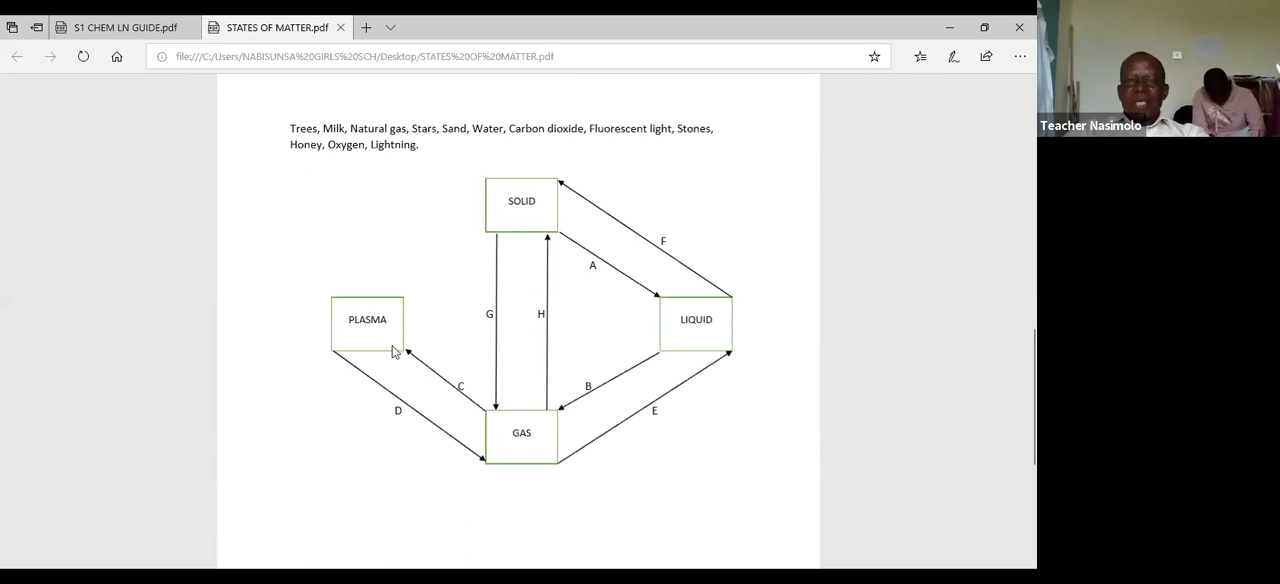 S1 CHEM LN GUIDE.pdf
STATES OF MATTER.pdf
file:///C:/Users/NABISUNSA%20GIRLS%20SCH/Desktop/STATES%20OF%20MATTER.pdf
Teacher Nasimolo
Trees, Milk, Natural gas, Stars, Sand, Water, Carbon dioxide, Fluorescent light, Stones,
Honey, Oxygen, Lightning.
SOLID
F
A
G
H
PLASMA
LIQUID
C
B
D
E
GAS